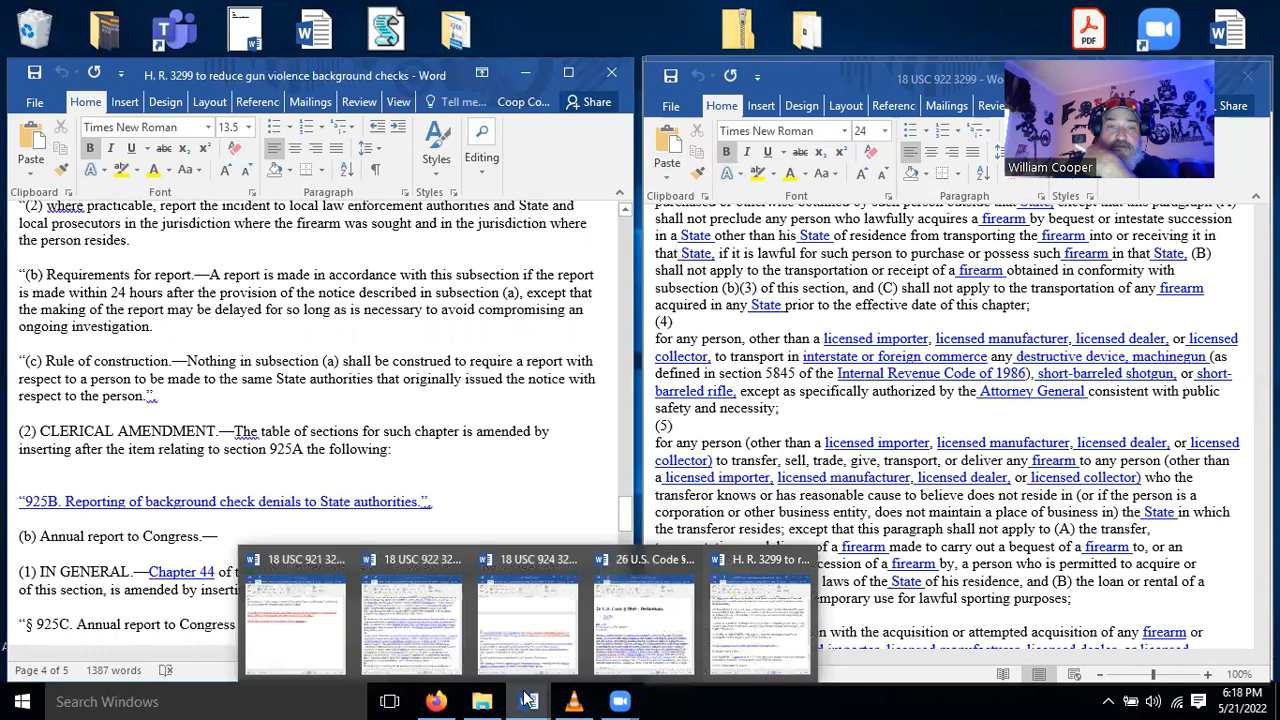 PDF
H. R. 3299 to reduce gun violence background checks - Word
File Home Insert Design Layout Referenc Mailings Review View Tell me... Coop Co... Share
Times New Roman 13.5
Paste
Styles
Editing
Clipboard Font Paragraph Styles
“(2) where practicable, report the incident to local law enforcement authorities and State and
local prosecutors in the jurisdiction where the firearm was sought and in the jurisdiction where
the person resides.
“(b) Requirements for report.—A report is made in accordance with this subsection if the report
is made within 24 hours after the provision of the notice described in subsection (a), except that
the making of the report may be delayed for so long as is necessary to avoid compromising an
ongoing investigation.
“(c) Rule of construction.—Nothing in subsection (a) shall be construed to require a report with
respect to a person to be made to the same State authorities that originally issued the notice with
respect to the person.”
(2) CLERICAL AMENDMENT.—The table of sections for such chapter is amended by
inserting after the item relating to section 925A the following:
“925B. Reporting of background check denials to State authorities.”.
(b) Annual report to Congress.—
(1) IN GENERAL.—Chapter 44 of t
of this section, is amended by inserti
“§ 925C. Annual report to Congress
18 USC 922 3299 - Wo
File Home Insert Design Layout Referenc Mailings Review Share
Times New Roman 24
Paste
Styles
Editing
Clipboard Font Paragraph Styles
William Cooper
shall not preclude any person who lawfully acquires a firearm by bequest or intestate succession
in a State other than his State of residence from transporting the firearm into or receiving it in
that State, if it is lawful for such person to purchase or possess such firearm in that State, (B)
shall not apply to the transportation or receipt of a firearm obtained in conformity with
subsection (b)(3) of this section, and (C) shall not apply to the transportation of any firearm
acquired in any State prior to the effective date of this chapter;
(4)
for any person, other than a licensed importer, licensed manufacturer, licensed dealer, or licensed
collector, to transport in interstate or foreign commerce any destructive device, machinegun (as
defined in section 5845 of the Internal Revenue Code of 1986), short-barreled shotgun, or short-
barreled rifle, except as specifically authorized by the Attorney General consistent with public
safety and necessity;
(5)
for any person (other than a licensed importer, licensed manufacturer, licensed dealer, or licensed
collector) to transfer, sell, trade, give, transport, or deliver any firearm to any person (other than
a licensed importer, licensed manufacturer, licensed dealer, or licensed collector) who the
transferor knows or has reasonable cause to believe does not reside in (or if the person is a
corporation or other business entity, does not maintain a place of business in) the State in which
the transferor resides; except that this paragraph shall not apply to (A) the transfer,
of a firearm made to carry out a bequest of a firearm to, or an
cession of a firearm by, a person who is permitted to acquire or
laws of the State of his residence, and (B) the loan or rental of a
porary use for lawful sporting purposes;
acquisition or attempted acquisition of any firearm or
18 USC 921 32... 18 USC 922 32... 18 USC 924 32... 26 U.S. Code §... H. R. 3299 to r...
100%
Search Windows
6:18 PM
5/21/2022